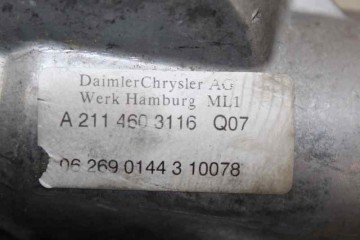 DaimlerChrysler AG
Werk Hamburg ML1
A 211 460 3116 Q07
06 269 0144 3 10078